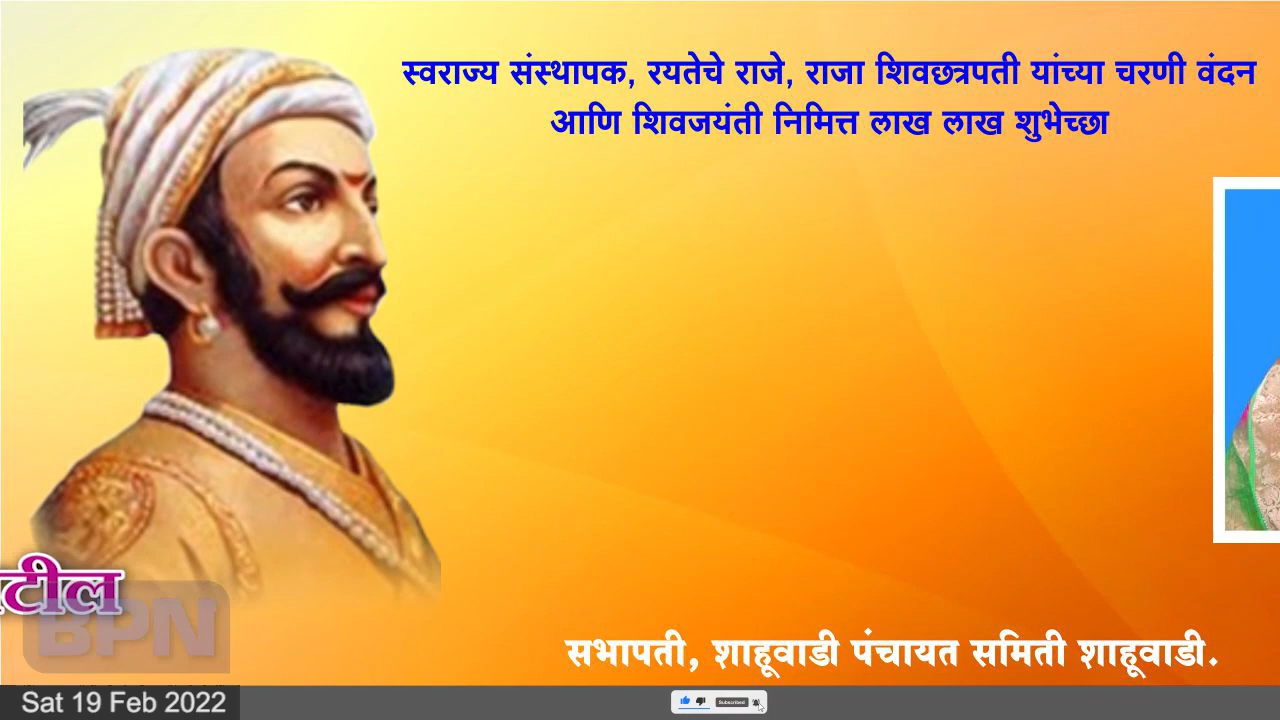 स्वराज्य संस्थापक, रयतेचे राजे, राजा शिवछत्रपती यांच्या चरणी वंदन
आणि शिवजयंती निमित्त लाख लाख शुभेच्छा
टील
BPN
सभापती, शाहूवाडी पंचायत समिती शाहूवाडी.
Sat 19 Feb 2022
Subscribed